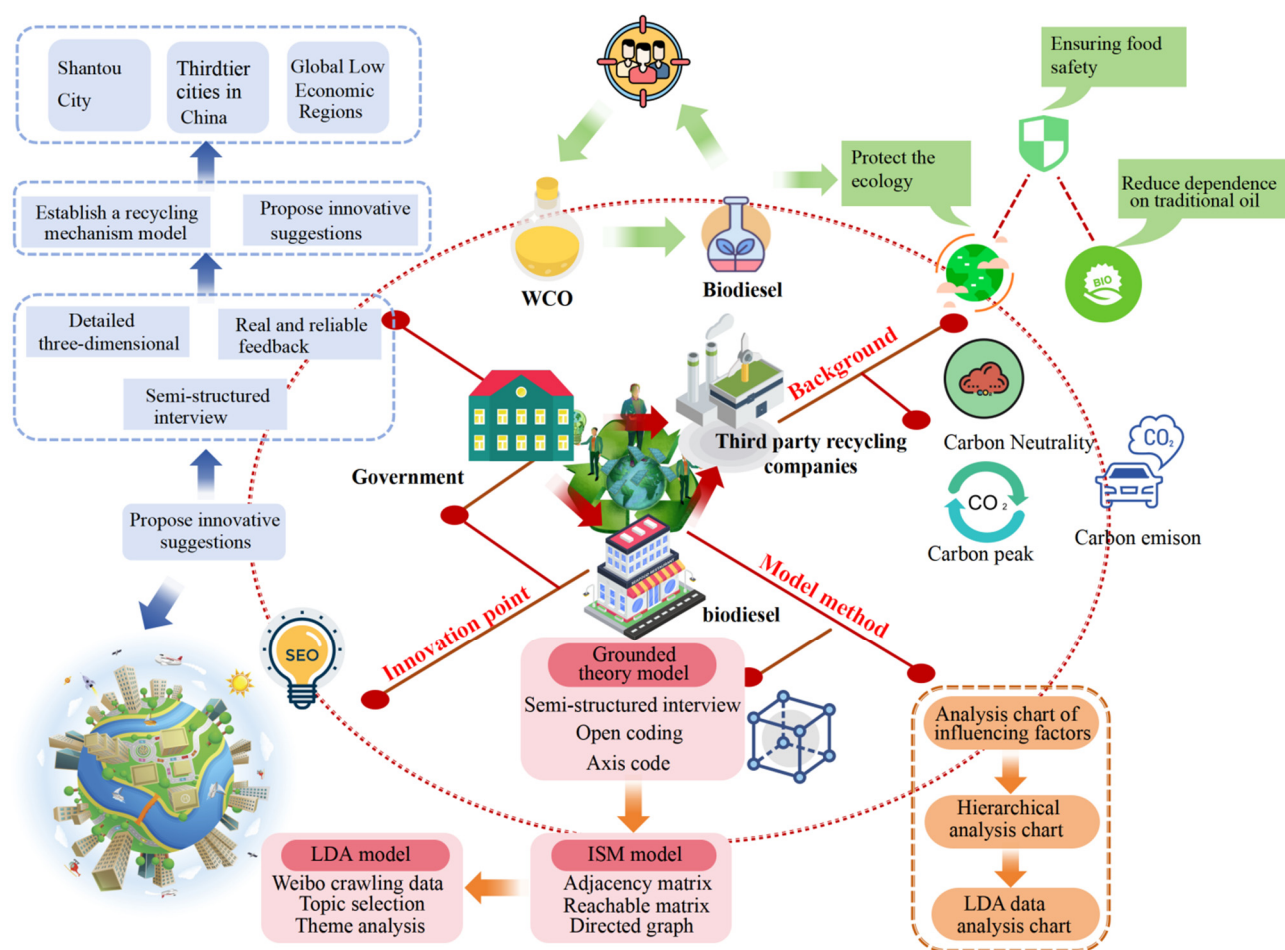 Shantou
City
Thirdtier
cities in
China
Global Low
Economic
Regions
Establish a recycling
mechanism model
Propose innovative
suggestions
Detailed
three-dimensional
Real and reliable
feedback
Semi-structured
interview
Propose innovative
suggestions
WCO
Biodiesel
Protect the
ecology
Ensuring food
safety
Reduce dependence
on traditional oil
BIO
Background
Government
Third party recycling
companies
CO₂
Carbon Neutrality
CO₂
Carbon peak
CO₂
Carbon emison
biodiesel
Innovation point
Model method
SEO
Grounded
theory model
Semi-structured interview
Open coding
Axis code
ISM model
Adjacency matrix
Reachable matrix
Directed graph
LDA model
Weibo crawling data
Topic selection
Theme analysis
Analysis chart of
influencing factors
Hierarchical
analysis chart
LDA data
analysis chart